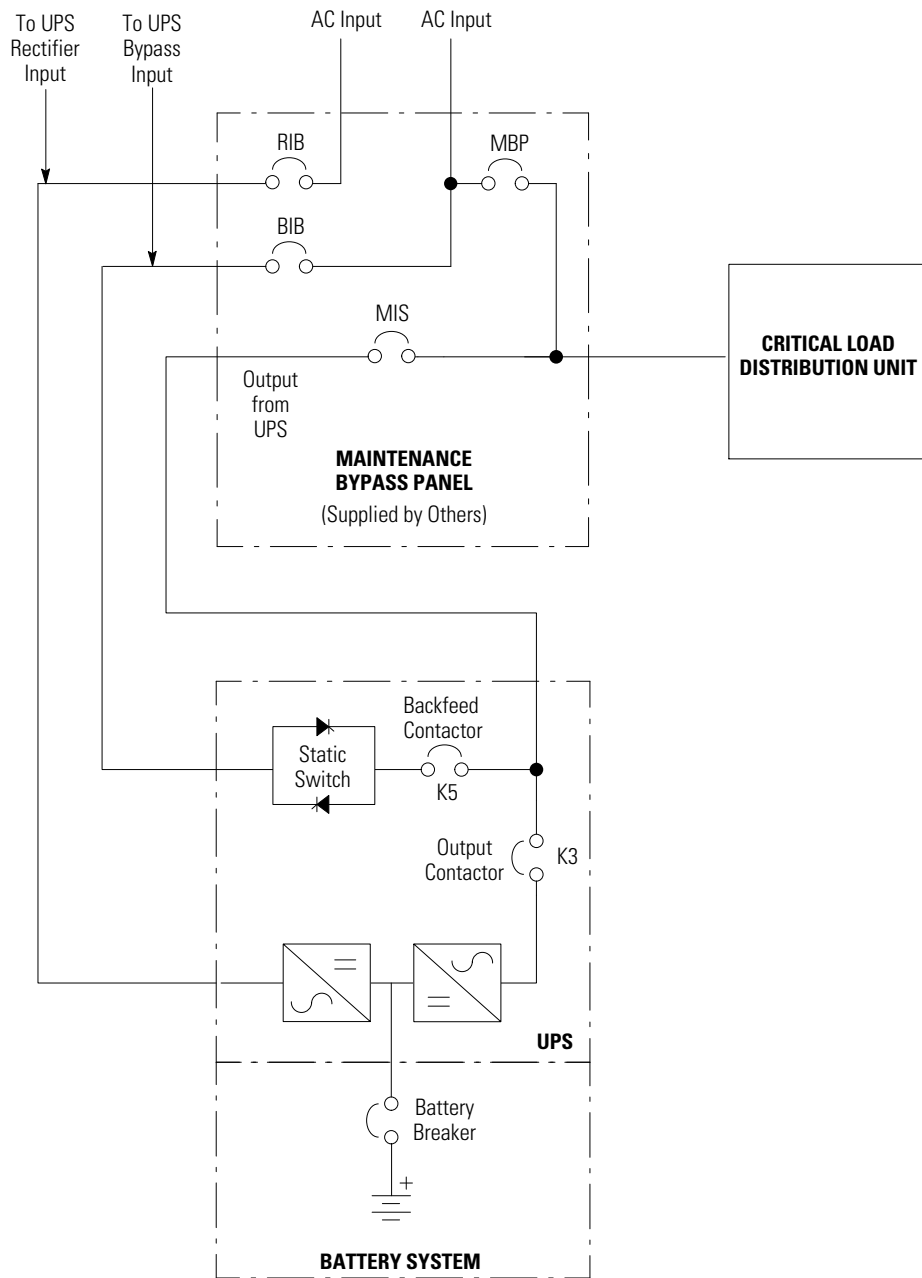 To UPS
Rectifier
Input
To UPS
Bypass
Input
AC Input
AC Input
RIB
MBP
BIB
MIS
Output
from
UPS
MAINTENANCE
BYPASS PANEL
(Supplied by Others)
CRITICAL LOAD
DISTRIBUTION UNIT
Backfeed
Contactor
Static
Switch
K5
Output
Contactor
K3
UPS
Battery
Breaker
+
BATTERY SYSTEM